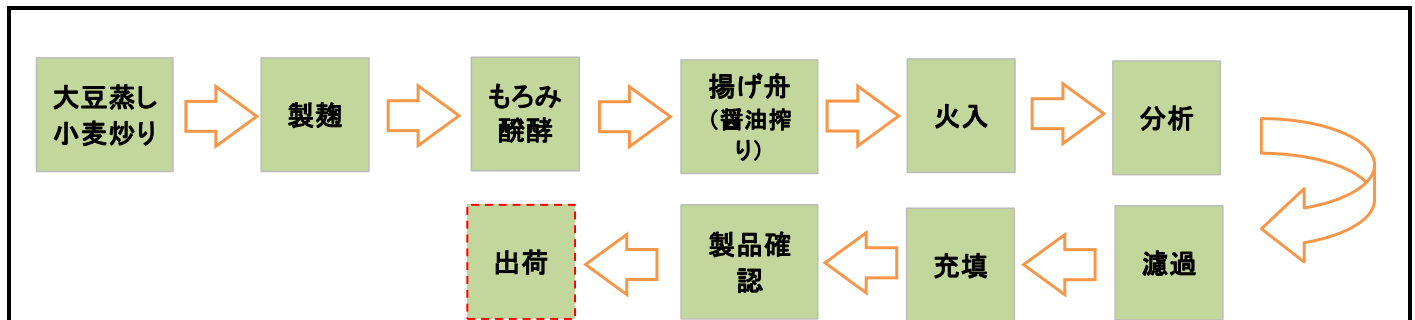 大豆蒸し
小麦炒り
製麹
もろみ
醗酵
揚げ舟
（醤油搾
り）
火入
分析
濾過
充填
製品確
認
出荷